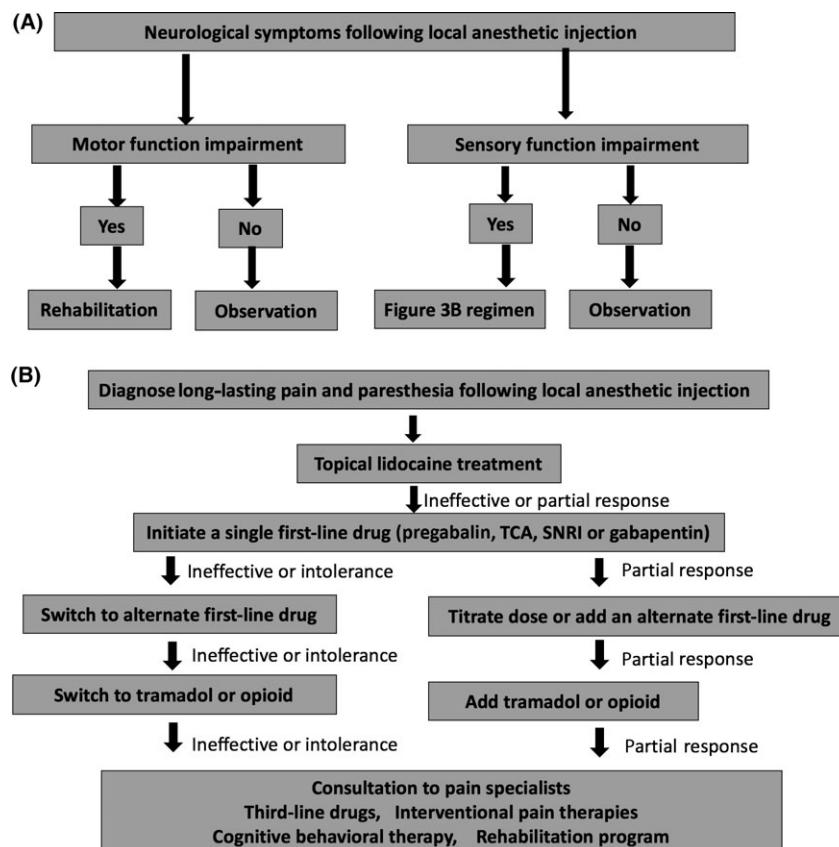 (A)
Neurological symptoms following local anesthetic injection
Motor function impairment
Sensory function impairment
Yes
No
Yes
No
Rehabilitation
Observation
Figure 3B regimen
Observation
(B)
Diagnose long-lasting pain and paresthesia following local anesthetic injection
Topical lidocaine treatment
Ineffective or partial response
Initiate a single first-line drug (pregabalin, TCA, SNRI or gabapentin)
Ineffective or intolerance
Partial response
Switch to alternate first-line drug
Titrate dose or add an alternate first-line drug
Ineffective or intolerance
Partial response
Switch to tramadol or opioid
Add tramadol or opioid
Ineffective or intolerance
Partial response
Consultation to pain specialists
Third-line drugs, Interventional pain therapies
Cognitive behavioral therapy, Rehabilitation program